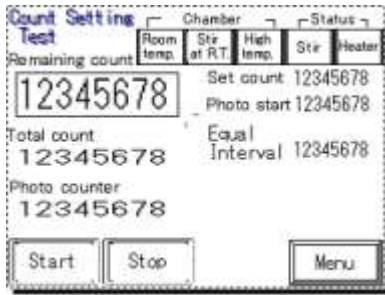 Count Setting
Test
Chamber
Status
Room temp.
Stir at R.T.
High temp.
Stir
Heater
Remaining count
12345678
Set count 12345678
Photo start 12345678
Total count
12345678
Equal
Interval 12345678
Photo counter
12345678
Start
Stop
Menu